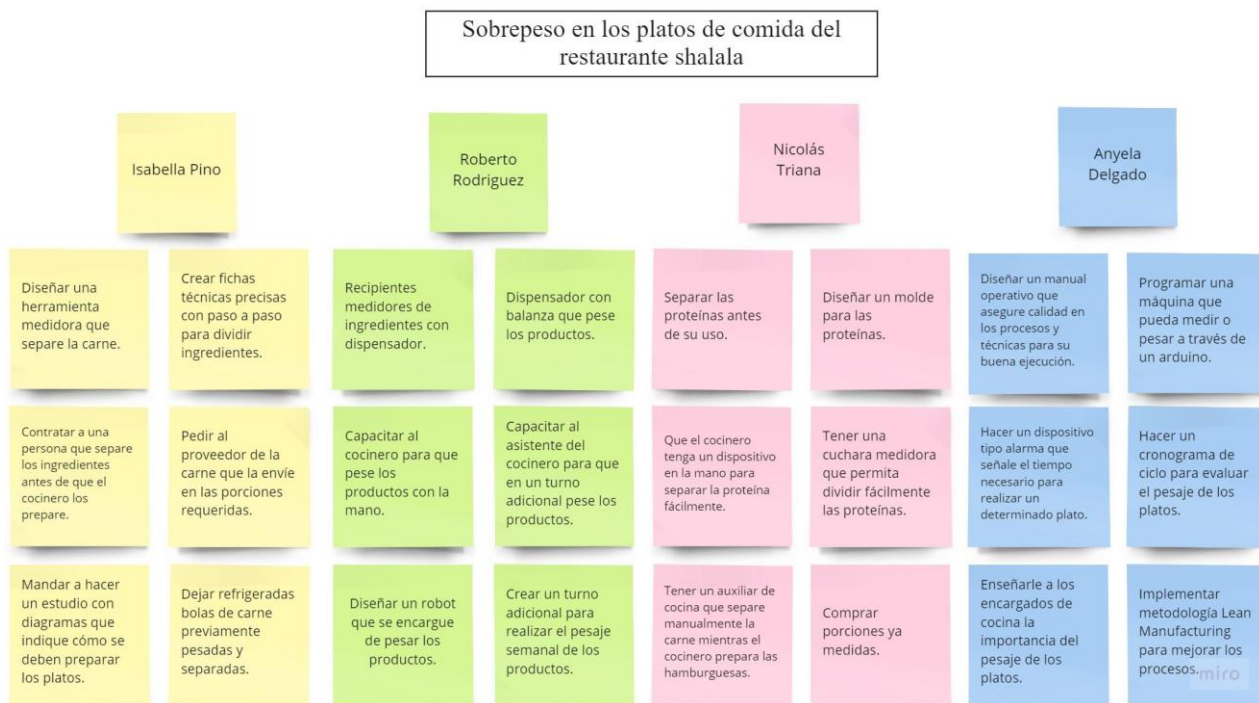 Sobrepeso en los platos de comida del
restaurante shalala
Isabella Pino
Roberto
Rodriguez
Nicolás
Triana
Anyela
Delgado
Diseñar una
herramienta
medidora que
separe la carne.
Crear fichas
técnicas precisas
con paso a paso
para dividir
ingredientes.
Recipientes
medidores de
ingredientes con
dispensador.
Dispensador con
balanza que pese
los productos.
Separar las
proteínas antes
de su uso.
Diseñar un molde
para las
proteínas.
Diseñar un manual
operativo que
asegure calidad en
los procesos y
técnicas para su
buena ejecución.
Programar una
máquina que
pueda medir o
pesar a través de
un arduino.
Contratar a una
persona que separe
los ingredientes
antes de que el
cocinero los
prepare.
Pedir al
proveedor de la
carne que la envíe
en las porciones
requeridas.
Capacitar al
cocinero para que
pese los
productos con la
mano.
Capacitar al
asistente del
cocinero para que
en un turno
adicional pese los
productos.
Que el cocinero
tenga un dispositivo
en la mano para
separar la proteína
fácilmente.
Tener una
cuchara medidora
que permita
dividir fácilmente
las proteínas.
Hacer un dispositivo
tipo alarma que
señale el tiempo
necesario para
realizar un
determinado plato.
Hacer un
cronograma de
ciclo para evaluar
el pesaje de los
platos.
Mandar a hacer
un estudio con
diagramas que
indique cómo se
deben preparar
los platos.
Dejar refrigeradas
bolas de carne
previamente
pesadas y
separadas.
Diseñar un robot
que se encargue
de pesar los
productos.
Crear un turno
adicional para
realizar el pesaje
semanal de los
productos.
Tener un auxiliar de
cocina que separe
manualmente la
carne mientras el
cocinero prepara las
hamburguesas.
Comprar
porciones ya
medidas.
Enseñarle a los
encargados de
cocina la
importancia del
pesaje de los
platos.
Implementar
metodología Lean
Manufacturing
para mejorar los
procesos.
miro